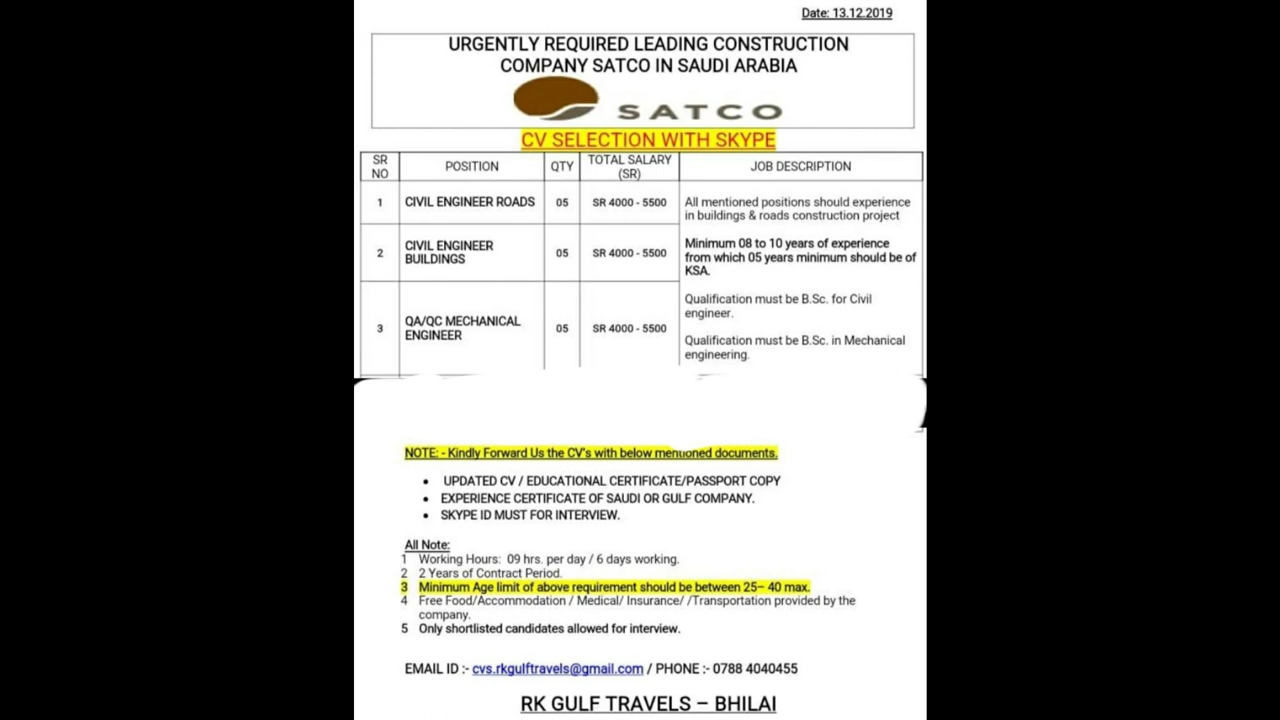 Date: 13.12.2019
URGENTLY REQUIRED LEADING CONSTRUCTION
COMPANY SATCO IN SAUDI ARABIA
SATCO
CV SELECTION WITH SKYPE
SR NO POSITION QTY TOTAL SALARY (SR) JOB DESCRIPTION
1 CIVIL ENGINEER ROADS 05 SR 4000 - 5500
2 CIVIL ENGINEER BUILDINGS 05 SR 4000 - 5500
3 QA/QC MECHANICAL ENGINEER 05 SR 4000 - 5500
All mentioned positions should experience
in buildings & roads construction project
Minimum 08 to 10 years of experience
from which 05 years minimum should be of
KSA.
Qualification must be B.Sc. for Civil
engineer.
Qualification must be B.Sc. in Mechanical
engineering.
NOTE: - Kindly Forward Us the CV's with below mentioned documents.
• UPDATED CV / EDUCATIONAL CERTIFICATE/PASSPORT COPY
• EXPERIENCE CERTIFICATE OF SAUDI OR GULF COMPANY.
• SKYPE ID MUST FOR INTERVIEW.
All Note:
1 Working Hours: 09 hrs. per day / 6 days working.
2 2 Years of Contract Period.
3 Minimum Age limit of above requirement should be between 25– 40 max.
4 Free Food/Accommodation / Medical/ Insurance/ /Transportation provided by the
company.
5 Only shortlisted candidates allowed for interview.
EMAIL ID :- cvs.rkgulftravels@gmail.com / PHONE :- 0788 4040455
RK GULF TRAVELS – BHILAI